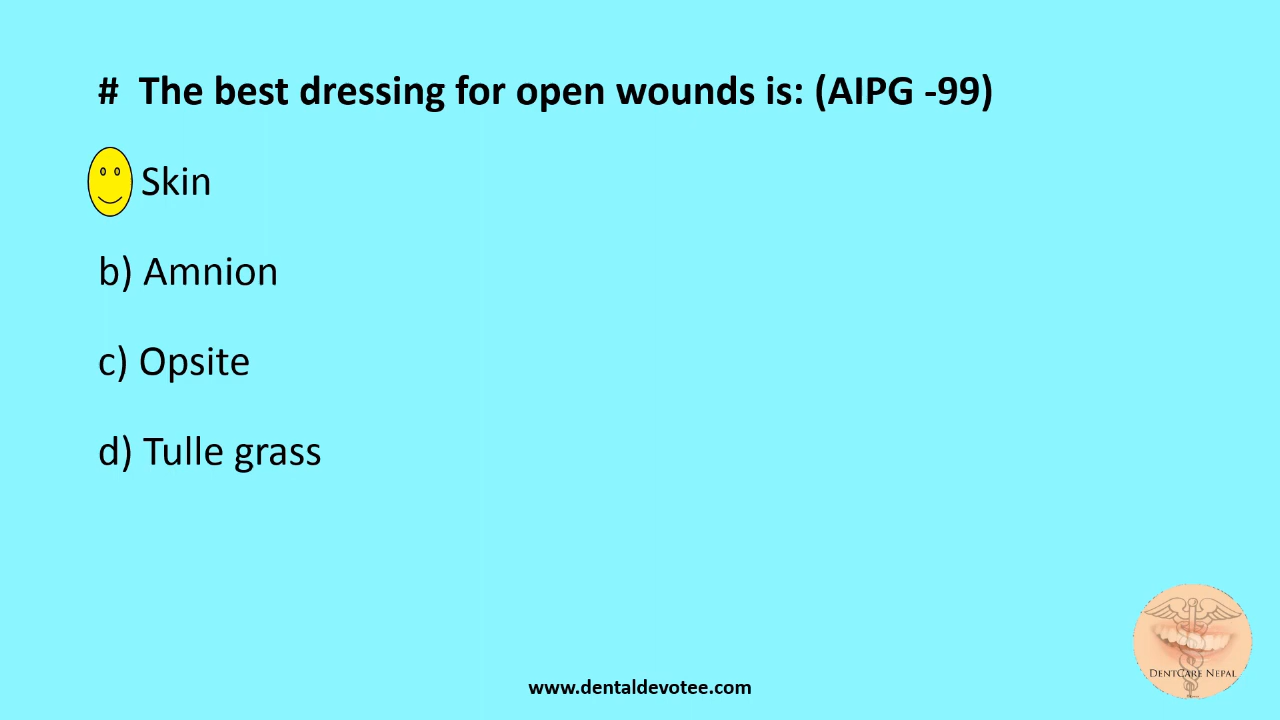 # The best dressing for open wounds is: (AIPG -99)
Skin
b) Amnion
c) Opsite
d) Tulle grass
DentCare Nepal
www.dentaldevotee.com